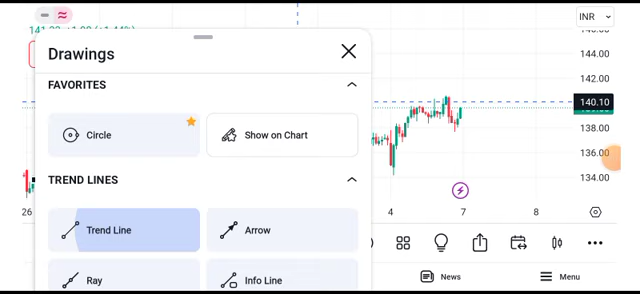 INR
Drawings
FAVORITES
Circle
Show on Chart
TREND LINES
Trend Line
Arrow
Ray
Info Line
144.00
142.00
140.10
138.00
136.00
134.00
26
4
7
8
News
Menu